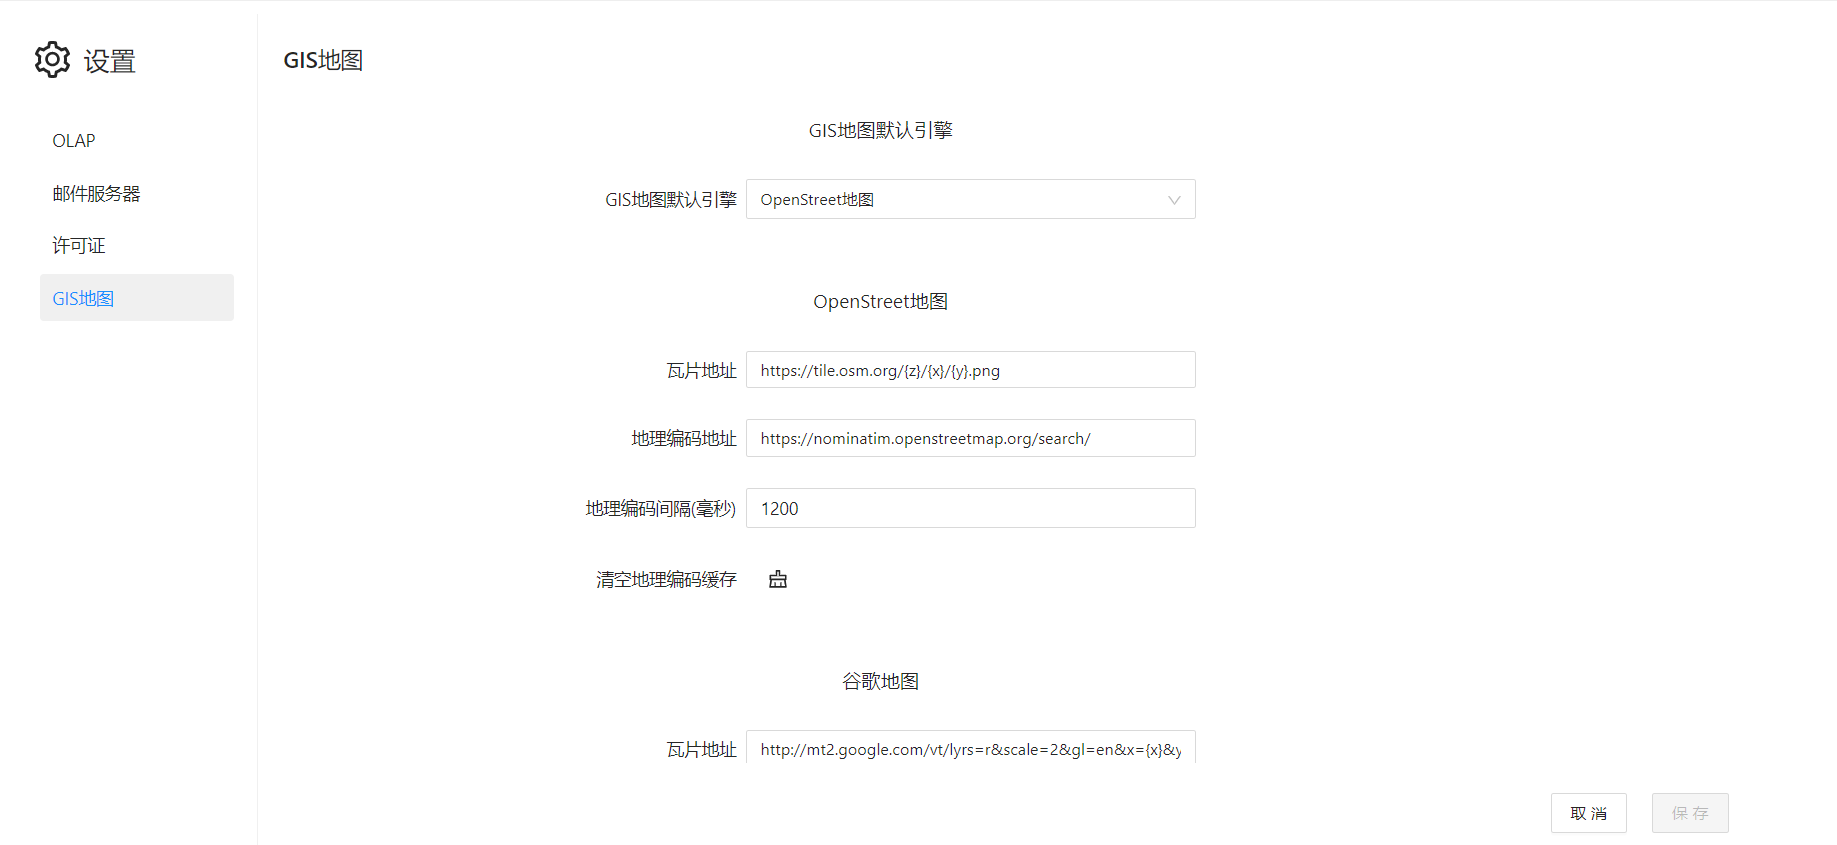 设置
OLAP
邮件服务器
许可证
GIS地图
GIS地图
GIS地图默认引擎
GIS地图默认引擎 OpenStreet地图
OpenStreet地图
瓦片地址 https://tile.osm.org/{z}/{x}/{y}.png
地理编码地址 https://nominatim.openstreetmap.org/search/
地理编码间隔(毫秒) 1200
清空地理编码缓存
谷歌地图
瓦片地址 http://mt2.google.com/vt/lyrs=r&scale=2&gl=en&x={x}&y
取 消 保 存